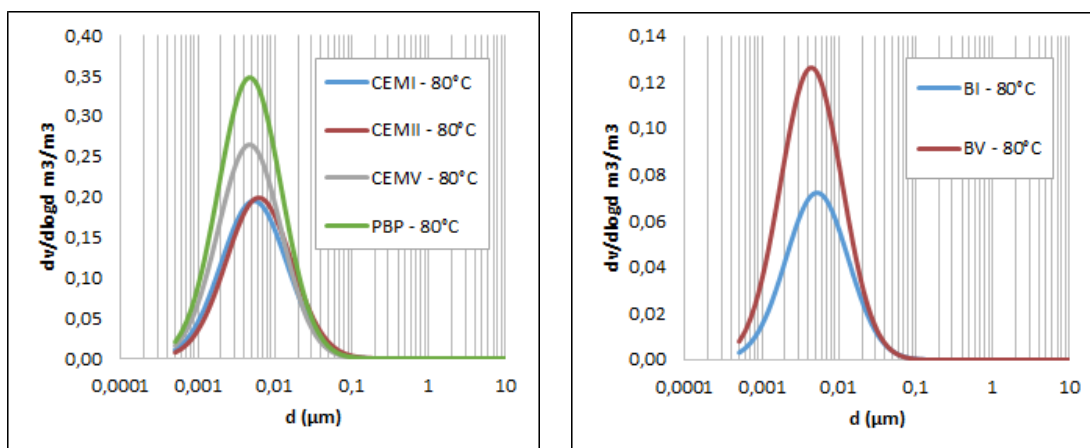 0,40
0,35
0,30
0,25
0,20
0,15
0,10
0,05
0,00
dv/dlogd m3/m3
CEMI - 80°C
CEMII - 80°C
CEMV - 80°C
PBP - 80°C
0,0001 0,001 0,01 0,1 1 10
d (µm)
0,14
0,12
0,10
0,08
0,06
0,04
0,02
0,00
dv/dlogd m3/m3
BI - 80°C
BV - 80°C
0,0001 0,001 0,01 0,1 1 10
d (µm)